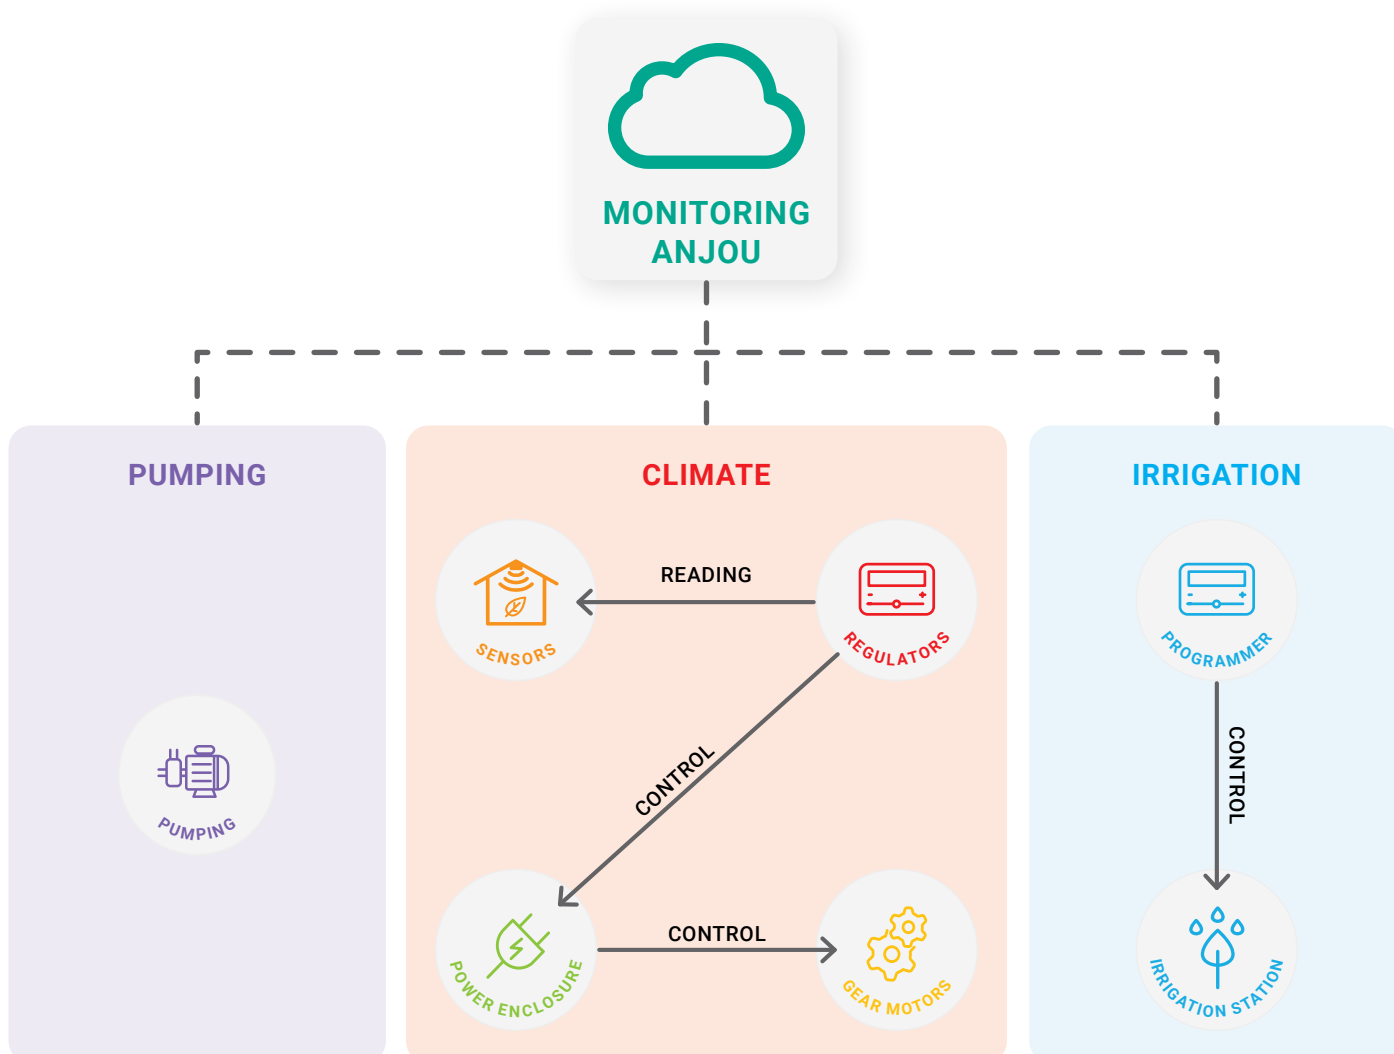 MONITORING
ANJOU
PUMPING
CLIMATE
IRRIGATION
SENSORS
READING
REGULATORS
PROGRAMMER
PUMPING
CONTROL
CONTROL
POWER ENCLOSURE
CONTROL
GEAR MOTORS
IRRIGATION STATION